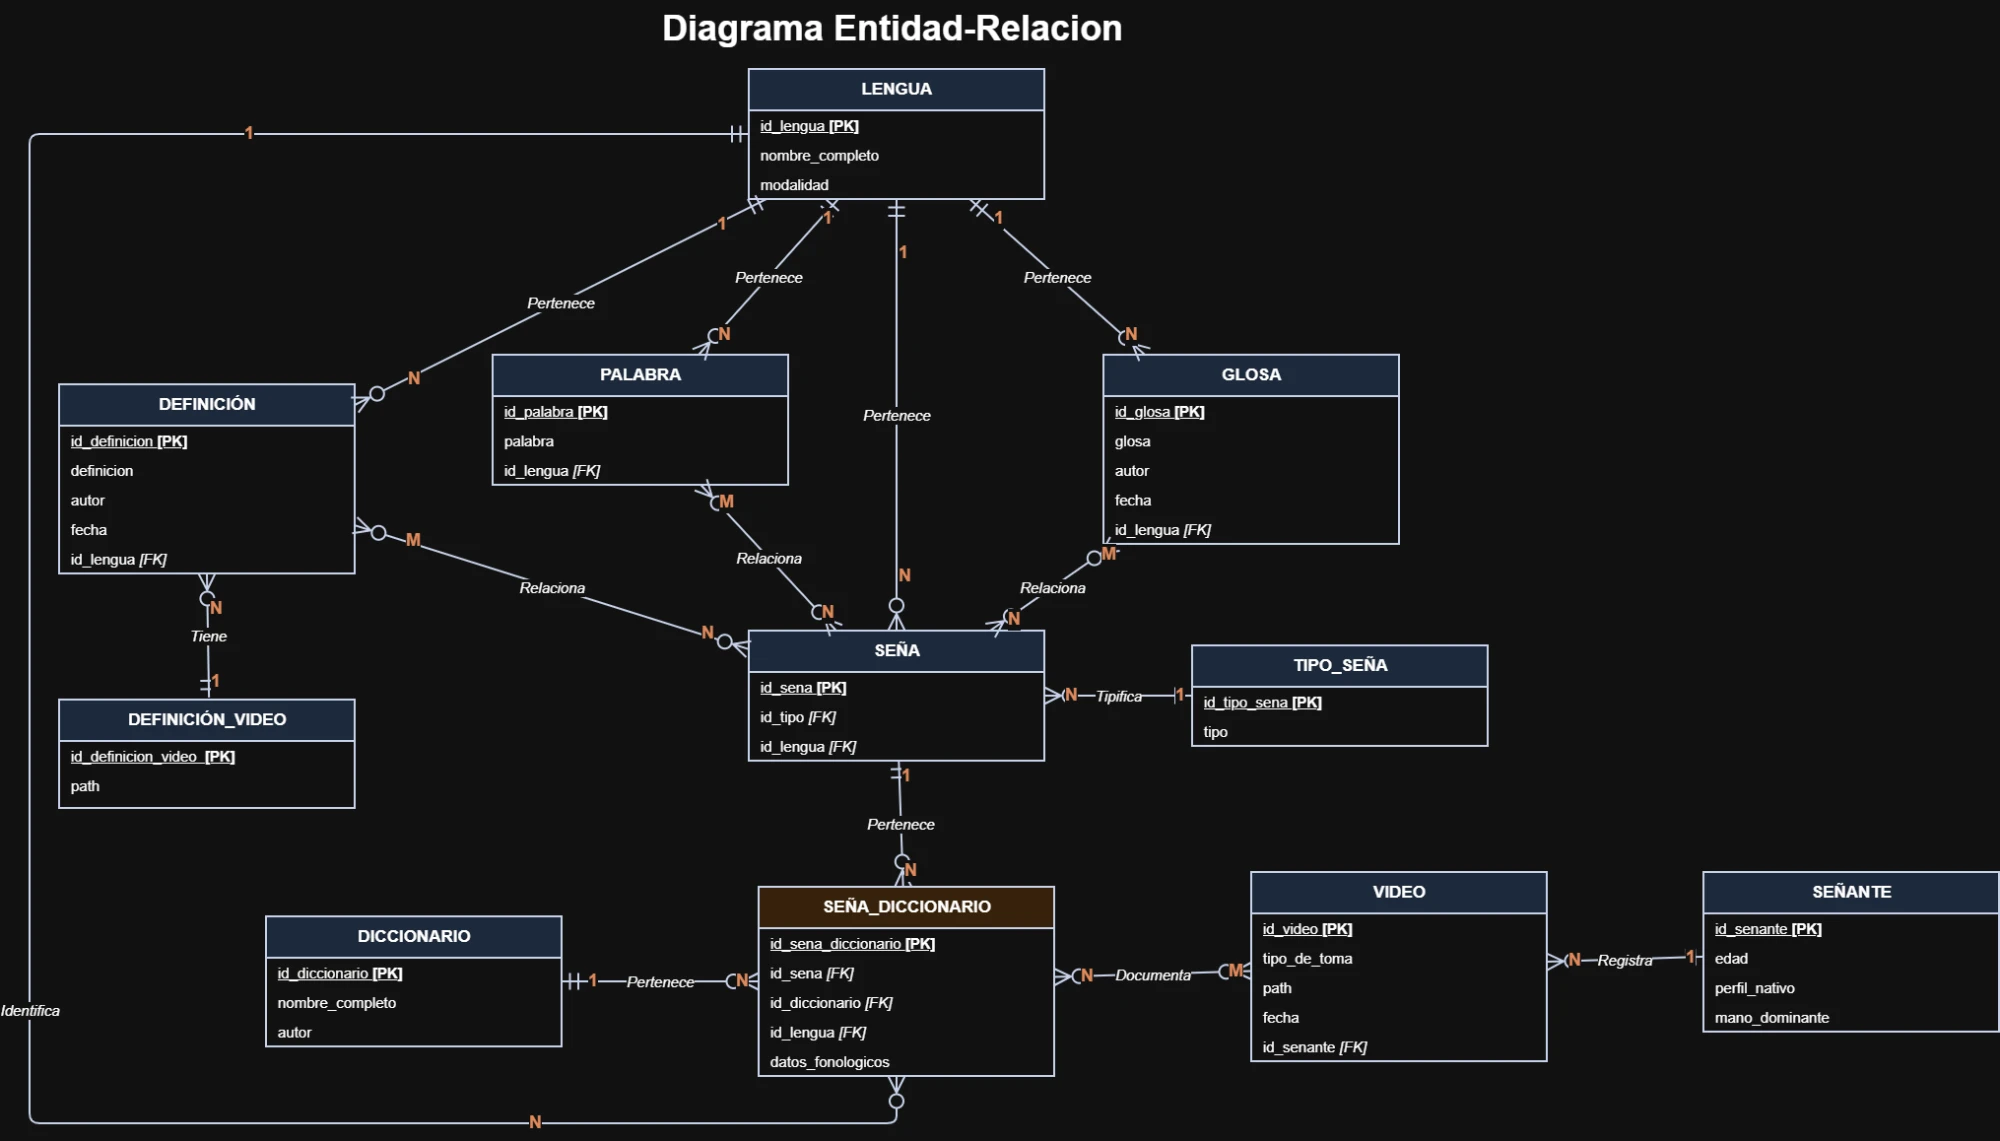 Diagrama Entidad-Relacion
LENGUA
id_lengua [PK]
nombre_completo
modalidad
1
1
1
1
1
Pertenece
Pertenece
Pertenece
Pertenece
N
N
N
N
PALABRA
id_palabra [PK]
palabra
id_lengua [FK]
GLOSA
id_glosa [PK]
glosa
autor
fecha
id_lengua [FK]
DEFINICIÓN
id_definicion [PK]
definicion
autor
fecha
id_lengua [FK]
M
Relaciona
N
M
Relaciona
N
M
Relaciona
N
N
Tiene
1
DEFINICIÓN_VIDEO
id_definicion_video [PK]
path
SEÑA
id_sena [PK]
id_tipo [FK]
id_lengua [FK]
N
Tipifica
1
TIPO_SEÑA
id_tipo_sena [PK]
tipo
1
Pertenece
N
DICCIONARIO
id_diccionario [PK]
nombre_completo
autor
1
Pertenece
N
SEÑA_DICCIONARIO
id_sena_diccionario [PK]
id_sena [FK]
id_diccionario [FK]
id_lengua [FK]
datos_fonologicos
N
Documenta
M
VIDEO
id_video [PK]
tipo_de_toma
path
fecha
id_senante [FK]
N
Registra
1
SEÑANTE
id_senante [PK]
edad
perfil_nativo
mano_dominante
Identifica
N